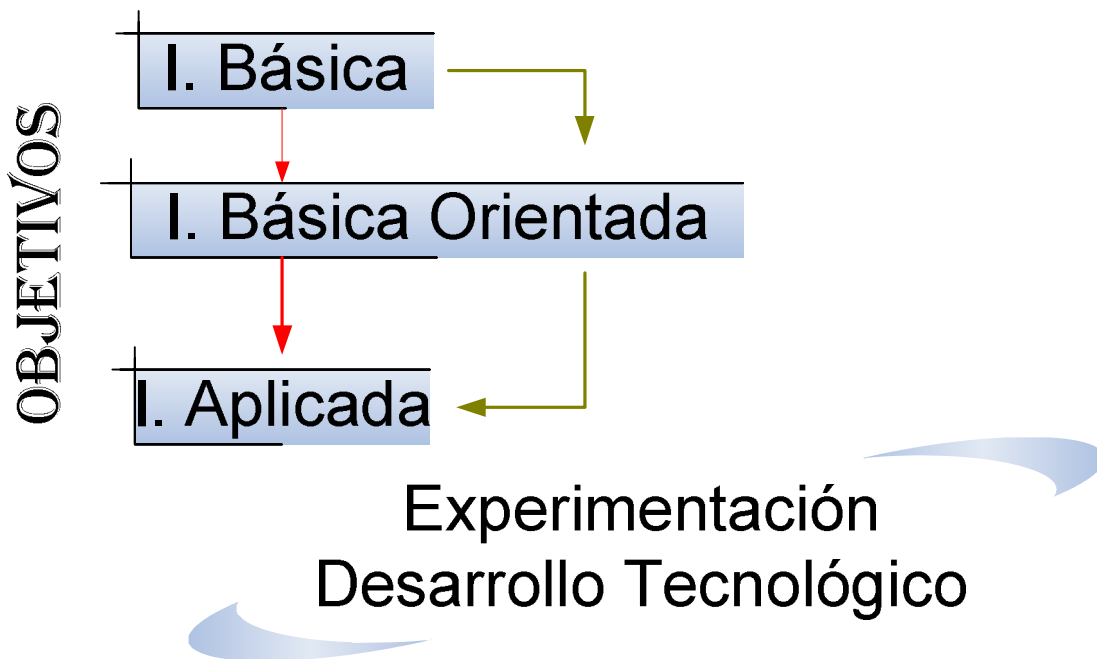 OBJETIVOS
I. Básica
I. Básica Orientada
I. Aplicada
Experimentación
Desarrollo Tecnológico